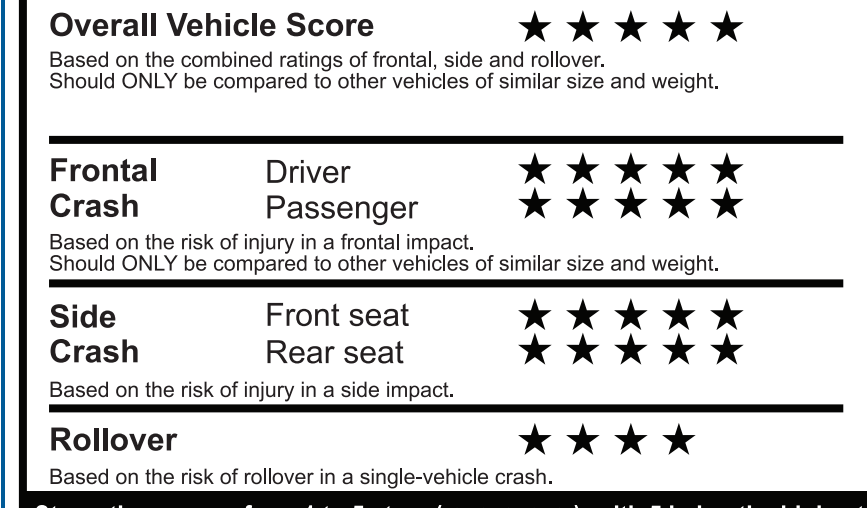 Overall Vehicle Score ★ ★ ★ ★ ★
Based on the combined ratings of frontal, side and rollover.
Should ONLY be compared to other vehicles of similar size and weight.
Frontal Driver ★ ★ ★ ★ ★
Crash Passenger ★ ★ ★ ★ ★
Based on the risk of injury in a frontal impact.
Should ONLY be compared to other vehicles of similar size and weight.
Side Front seat ★ ★ ★ ★ ★
Crash Rear seat ★ ★ ★ ★ ★
Based on the risk of injury in a side impact.
Rollover ★ ★ ★ ★
Based on the risk of rollover in a single-vehicle crash.